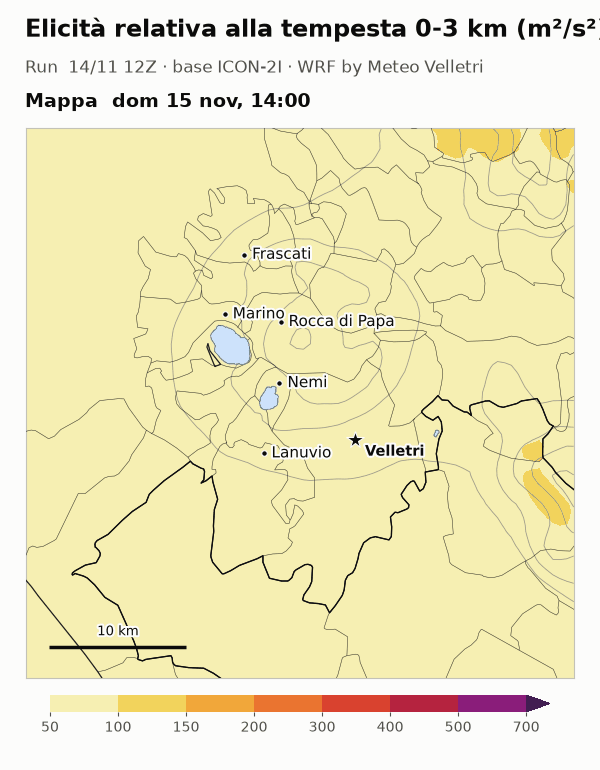 Elicità relativa alla tempesta 0-3 km (m²/s²)
Run  14/11 12Z · base ICON-2I · WRF by Meteo Velletri
Mappa  dom 15 nov, 14:00
Frascati
Marino
Rocca di Papa
Nemi
Velletri
Lanuvio
10 km
50 100 150 200 300 400 500 700